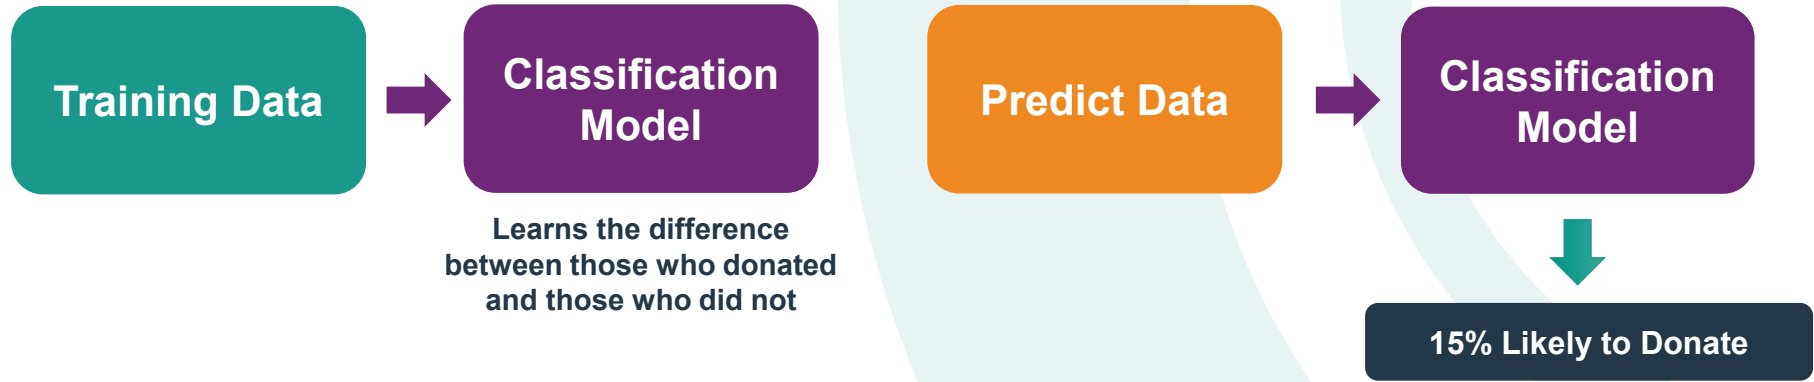 Training Data
Classification
Model
Learns the difference
between those who donated
and those who did not
Predict Data
Classification
Model
15% Likely to Donate